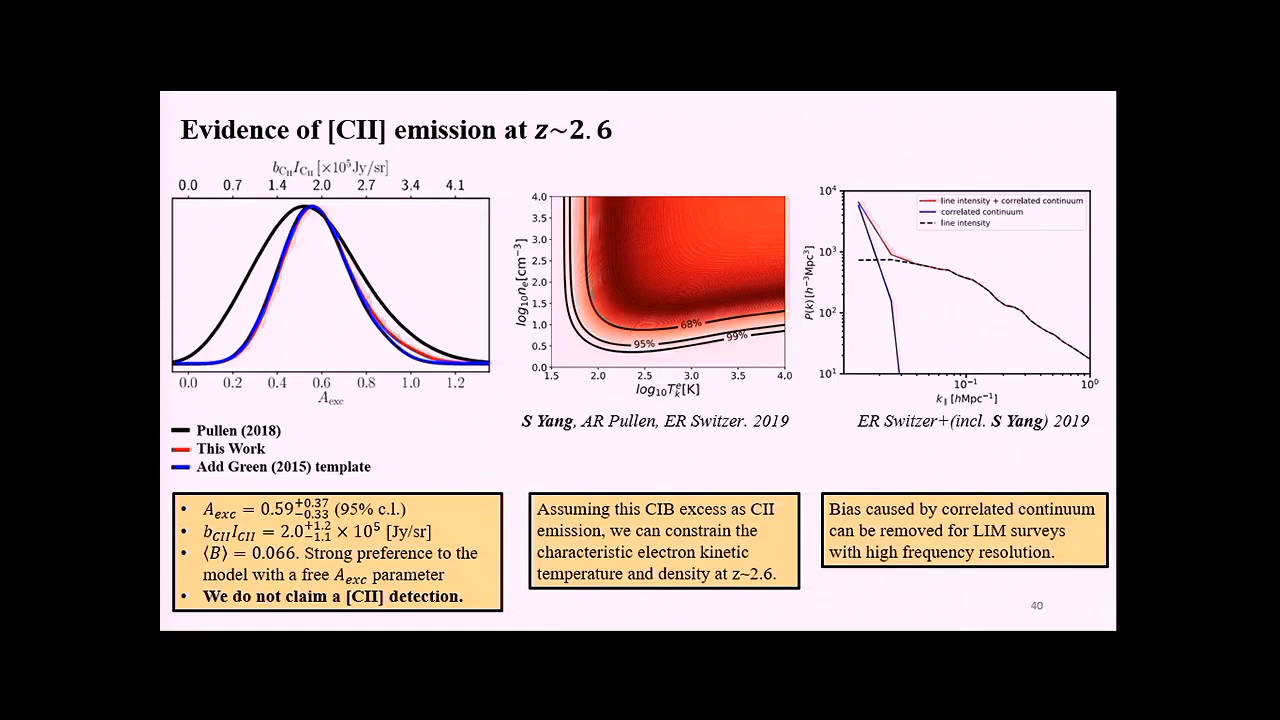 Evidence of [CII] emission at z~2.6
b_CII I_CII [×10^5 Jy/sr]
0.0 0.7 1.4 2.0 2.7 3.4 4.1
0.0 0.2 0.4 0.6 0.8 1.0 1.2
A_exc
Pullen (2018)
This Work
Add Green (2015) template
4.0
3.5
3.0
2.5
2.0
1.5
1.0
0.5
0.0
log_10 n_e[cm^-3]
68%
95%
99%
1.5 2.0 2.5 3.0 3.5 4.0
log_10 T_k^e[K]
S Yang, AR Pullen, ER Switzer. 2019
10^4
10^3
10^2
10^1
P(k) [h^-3Mpc^3]
line intensity + correlated continuum
correlated continuum
line intensity
10^-1 10^0
k_∥ [hMpc^-1]
ER Switzer+(incl. S Yang) 2019
• A_exc = 0.59^+0.37_-0.33 (95% c.l.)
• b_CII I_CII = 2.0^+1.2_-1.1 × 10^5 [Jy/sr]
• ⟨B⟩ = 0.066. Strong preference to the
model with a free A_exc parameter
• We do not claim a [CII] detection.
Assuming this CIB excess as CII
emission, we can constrain the
characteristic electron kinetic
temperature and density at z~2.6.
Bias caused by correlated continuum
can be removed for LIM surveys
with high frequency resolution.
40